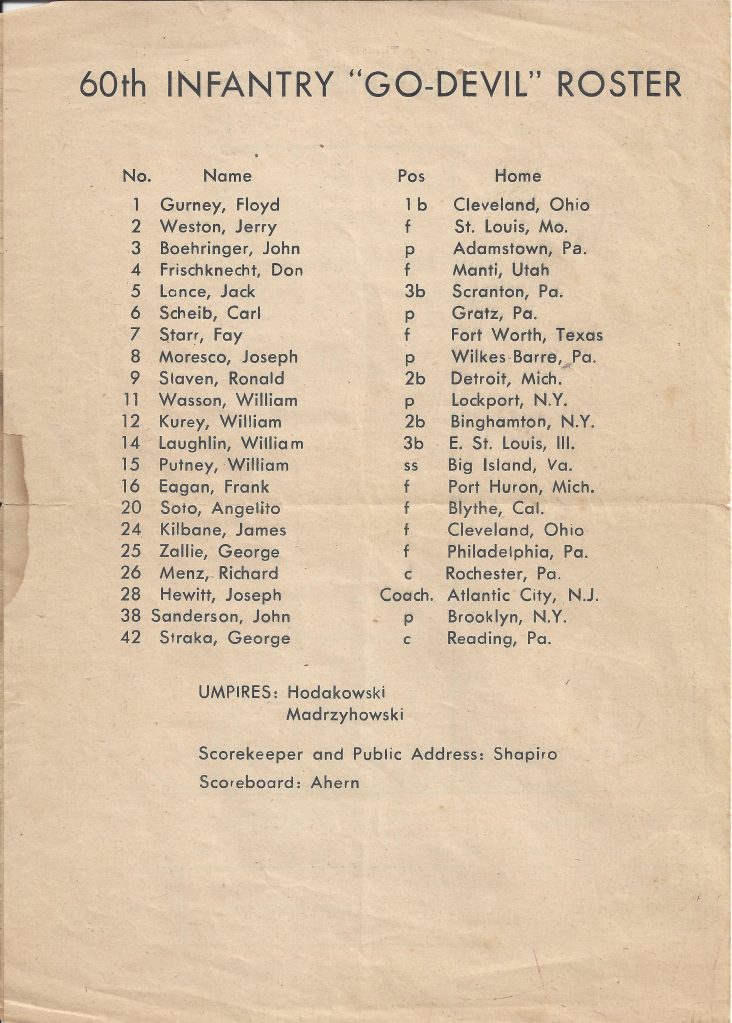 60th INFANTRY "GO-DEVIL" ROSTER
No. Name Pos Home
1 Gurney, Floyd 1b Cleveland, Ohio
2 Weston, Jerry f St. Louis, Mo.
3 Boehringer, John p Adamstown, Pa.
4 Frischknecht, Don f Manti, Utah
5 Lance, Jack 3b Scranton, Pa.
6 Scheib, Carl p Gratz, Pa.
7 Starr, Fay f Fort Worth, Texas
8 Moresco, Joseph p Wilkes-Barre, Pa.
9 Slaven, Ronald 2b Detroit, Mich.
11 Wasson, William p Lockport, N.Y.
12 Kurey, William 2b Binghamton, N.Y.
14 Laughlin, William 3b E. St. Louis, Ill.
15 Putney, William ss Big Island, Va.
16 Eagan, Frank f Port Huron, Mich.
20 Soto, Angelito f Blythe, Cal.
24 Kilbane, James f Cleveland, Ohio
25 Zallie, George f Philadelphia, Pa.
26 Menz, Richard c Rochester, Pa.
28 Hewitt, Joseph Coach. Atlantic City, N.J.
38 Sanderson, John p Brooklyn, N.Y.
42 Straka, George c Reading, Pa.
UMPIRES: Hodakowski
Madrzyhowski
Scorekeeper and Public Address: Shapiro
Scoreboard: Ahern